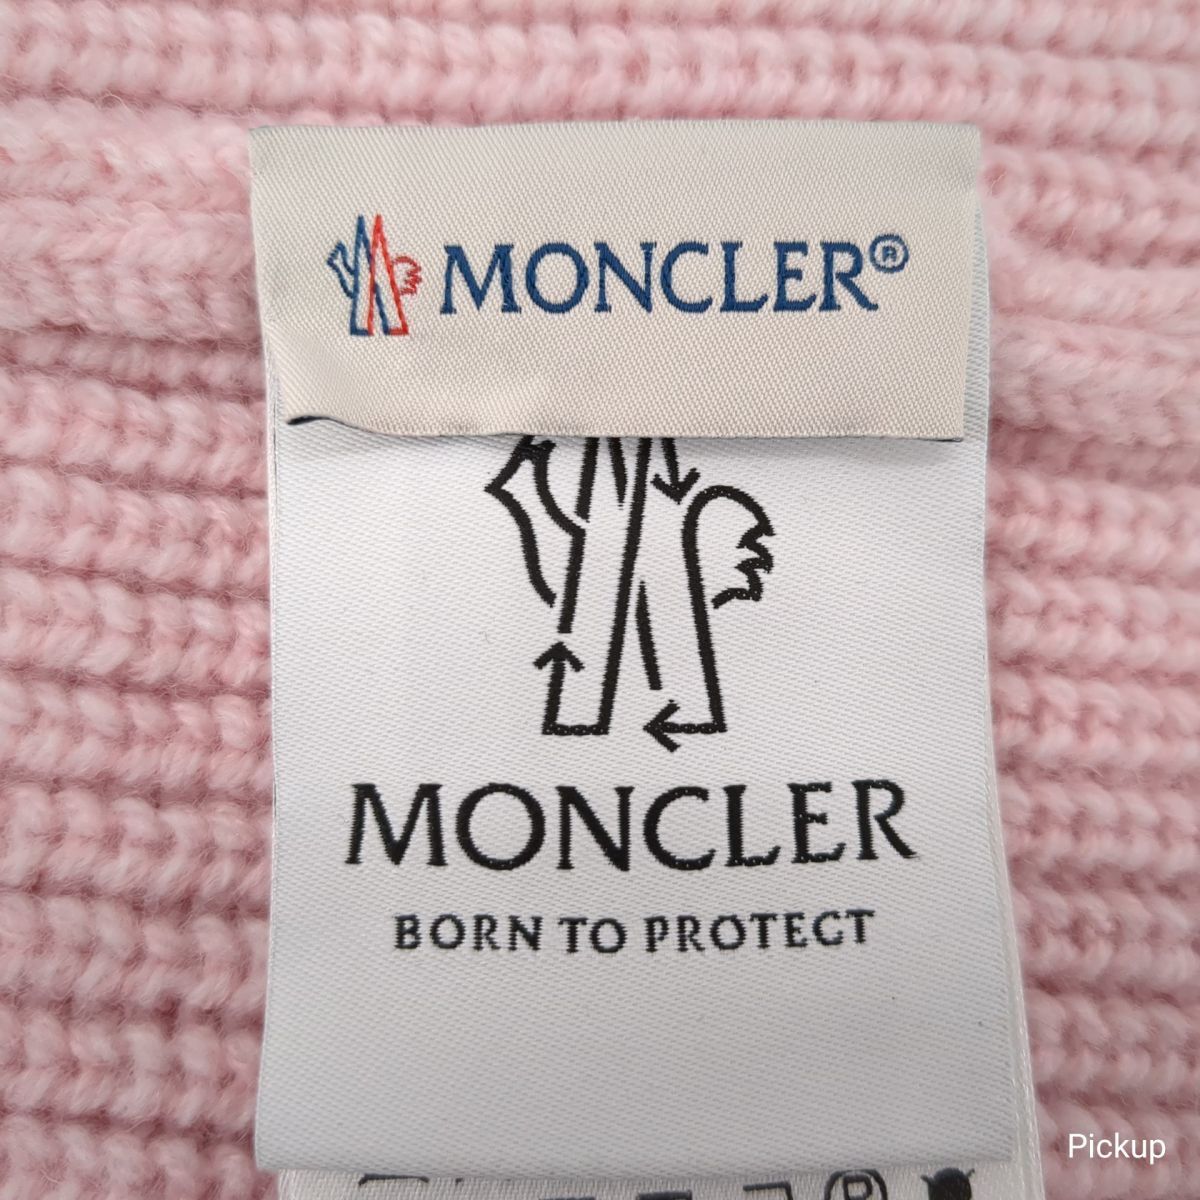 MONCLER®
MONCLER
BORN TO PROTECT
Pickup